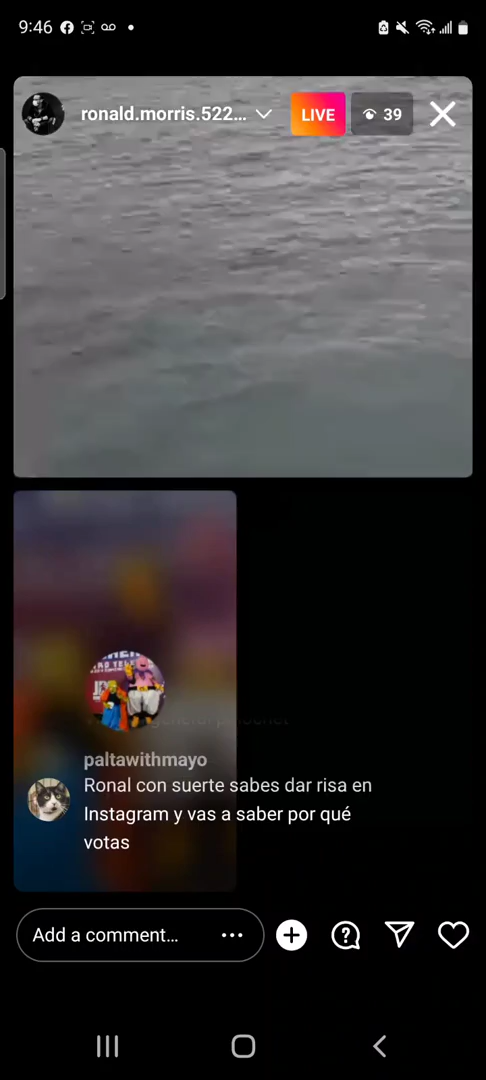 9:46
ronald.morris.522...
LIVE
39
paltawithmayo
Ronal con suerte sabes dar risa en
Instagram y vas a saber por qué
votas
Add a comment...